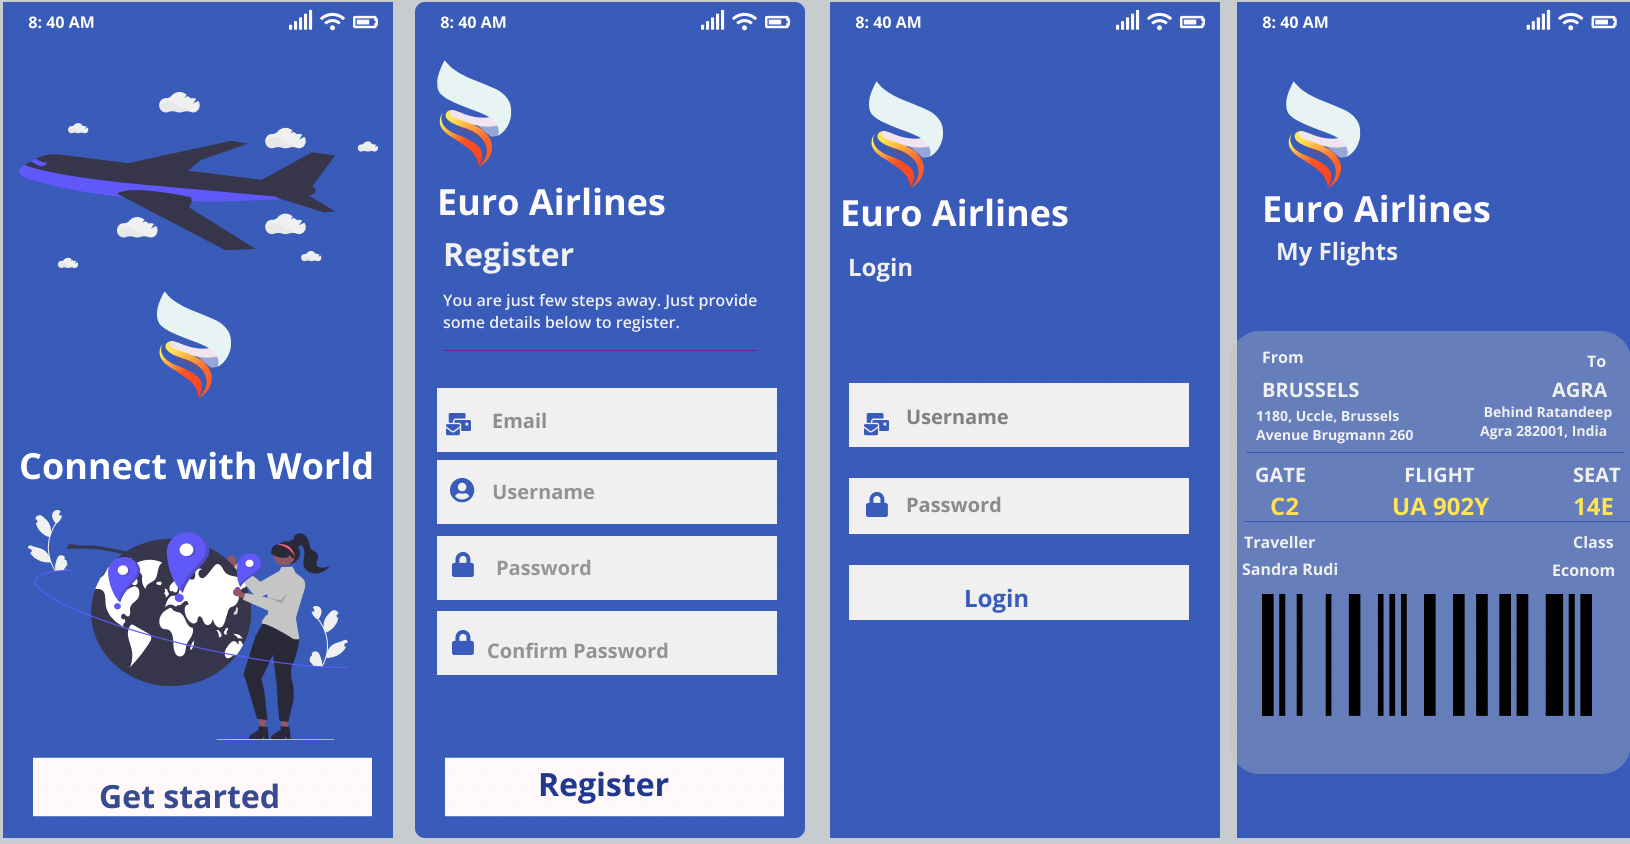 8: 40 AM
Connect with World
Get started
8: 40 AM
Euro Airlines
Register
You are just few steps away. Just provide
some details below to register.
Email
Username
Password
Confirm Password
Register
8: 40 AM
Euro Airlines
Login
Username
Password
Login
8: 40 AM
Euro Airlines
My Flights
From To
BRUSSELS AGRA
1180, Uccle, Brussels Behind Ratandeep
Avenue Brugmann 260 Agra 282001, India
GATE FLIGHT SEAT
C2 UA 902Y 14E
Traveller Class
Sandra Rudi Econom